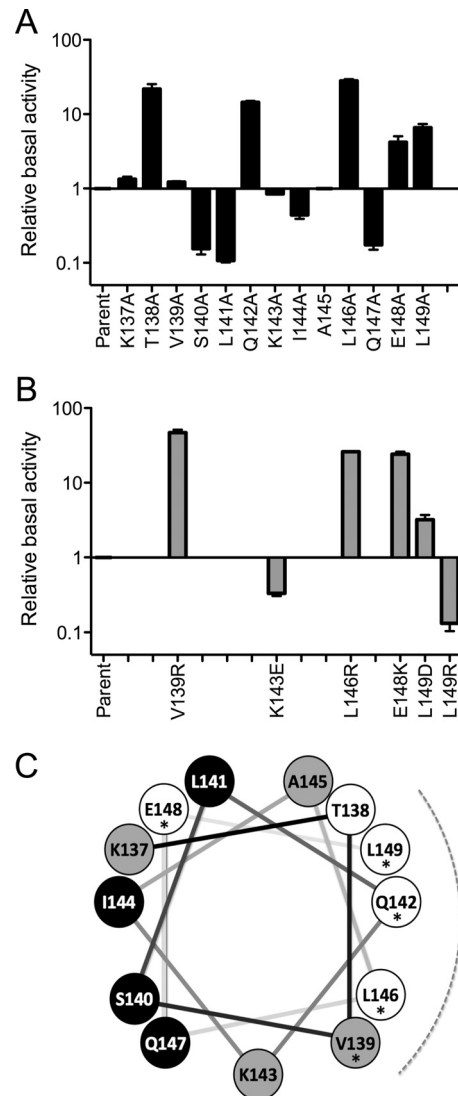 A
Relative basal activity
100
10
1
0.1
Parent
K137A
T138A
V139A
S140A
L141A
Q142A
K143A
I144A
A145
L146A
Q147A
E148A
L149A
B
Relative basal activity
100
10
1
0.1
Parent
V139R
K143E
L146R
E148K
L149D
L149R
C
L141
A145
E148
*
T138
K137
L149
*
I144
Q142
*
S140
L146
*
Q147
V139
*
K143